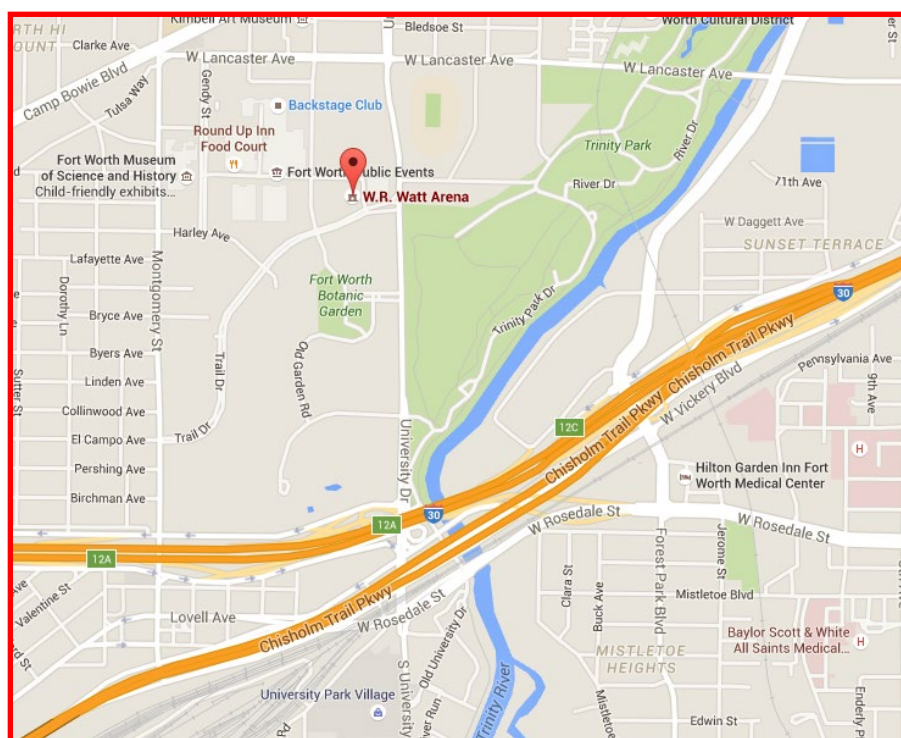 Kimbell Art Museum
Bledsoe St
Worth Cultural District
Clarke Ave
W Lancaster Ave
W Lancaster Ave
W Lancaster Ave
Camp Bowie Blvd
Tulsa Way
Gendy St
Backstage Club
Round Up Inn
Food Court
Trinity Park
River Dr
Fort Worth Museum
of Science and History
Child-friendly exhibits...
Fort Worth Public Events
River Dr
W.R. Watt Arena
W Daggett Ave
SUNSET TERRACE
Harley Ave
Lafayette Ave
Montgomery St
Dorothy Ln
Fort Worth
Botanic
Garden
Trinity Park Dr
30
Bryce Ave
Byers Ave
Trail Dr
Old Garden Rd
Chisholm Trail Pkwy
Pennsylvania Ave
9th Ave
Linden Ave
W Vickery Blvd
Collinwood Ave
El Campo Ave
Trail Dr
University Dr
12C
Chisholm Trail Pkwy
H
Pershing Ave
Birchman Ave
Hilton Garden Inn Fort
Worth Medical Center
30
12A
W Rosedale St
W Rosedale St
12A
Valentine St
Lovell Ave
Chisholm Trail Pkwy
W Rosedale St
Clara St
Buck Ave
Forest Park Blvd
Jerome St
Mistletoe Blvd
Old University Dr
Baylor Scott & White
All Saints Medical...
H
MISTLETOE
HEIGHTS
University Park Village
S University
Trinity River
Edwin St